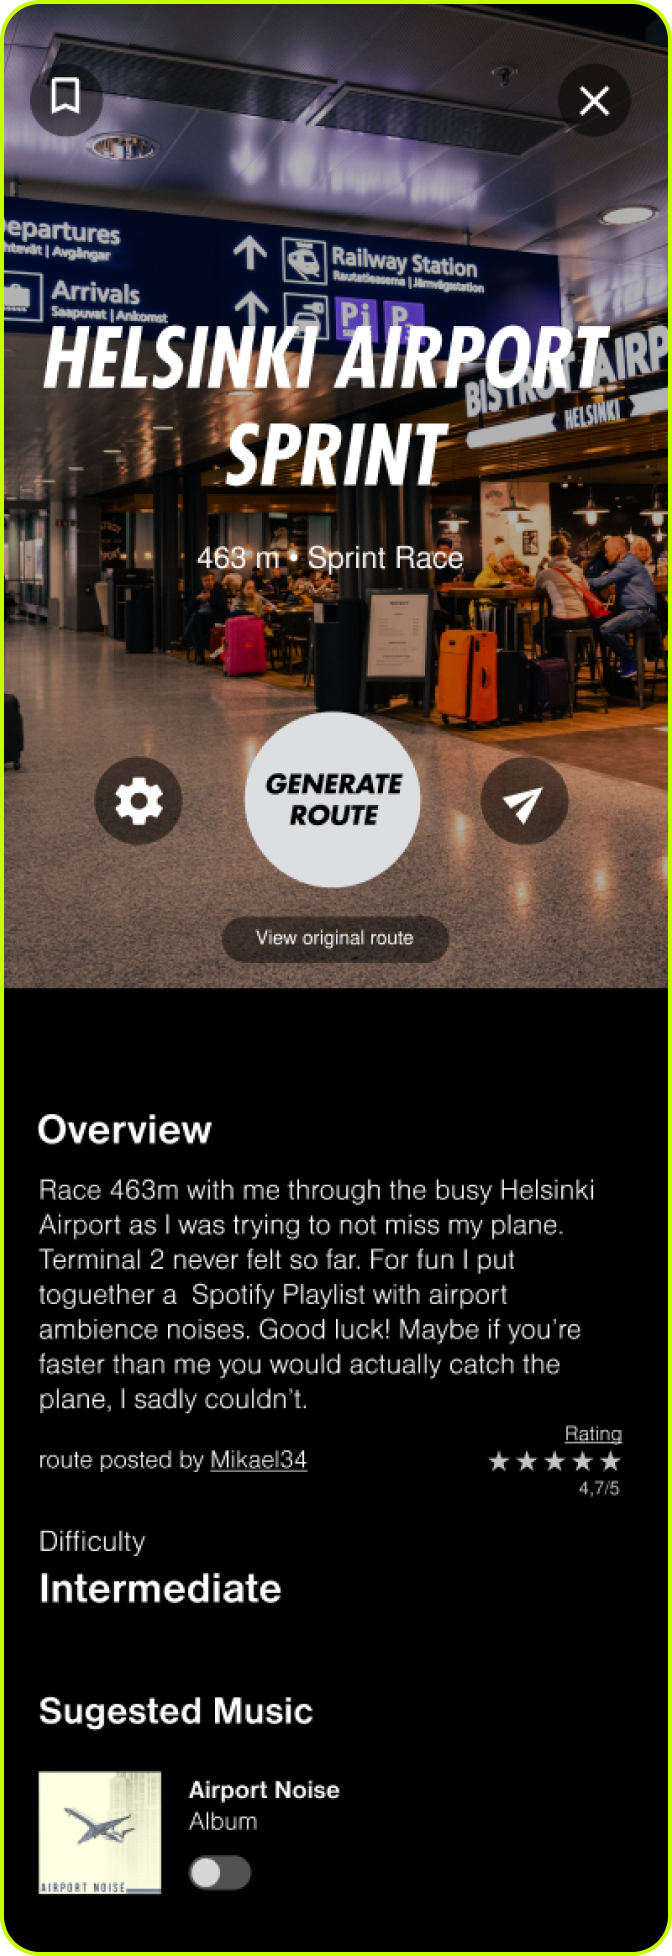 epartures
htevät | Avgångar
Arrivals
Saapuvat | Ankomst
Railway Station
Rautatieasema | Järnvägsstation
Pi
P
HELSINKI AIRPORT
SPRINT
BISTROT AIRP
HELSINKI
463 m • Sprint Race
GENERATE
ROUTE
View original route
Overview
Race 463m with me through the busy Helsinki
Airport as I was trying to not miss my plane.
Terminal 2 never felt so far. For fun I put
toguether a  Spotify Playlist with airport
ambience noises. Good luck! Maybe if you’re
faster than me you would actually catch the
plane, I sadly couldn’t.
route posted by Mikael34
Rating
4,7/5
Difficulty
Intermediate
Sugested Music
Airport Noise
Album
AIRPORT NOISE